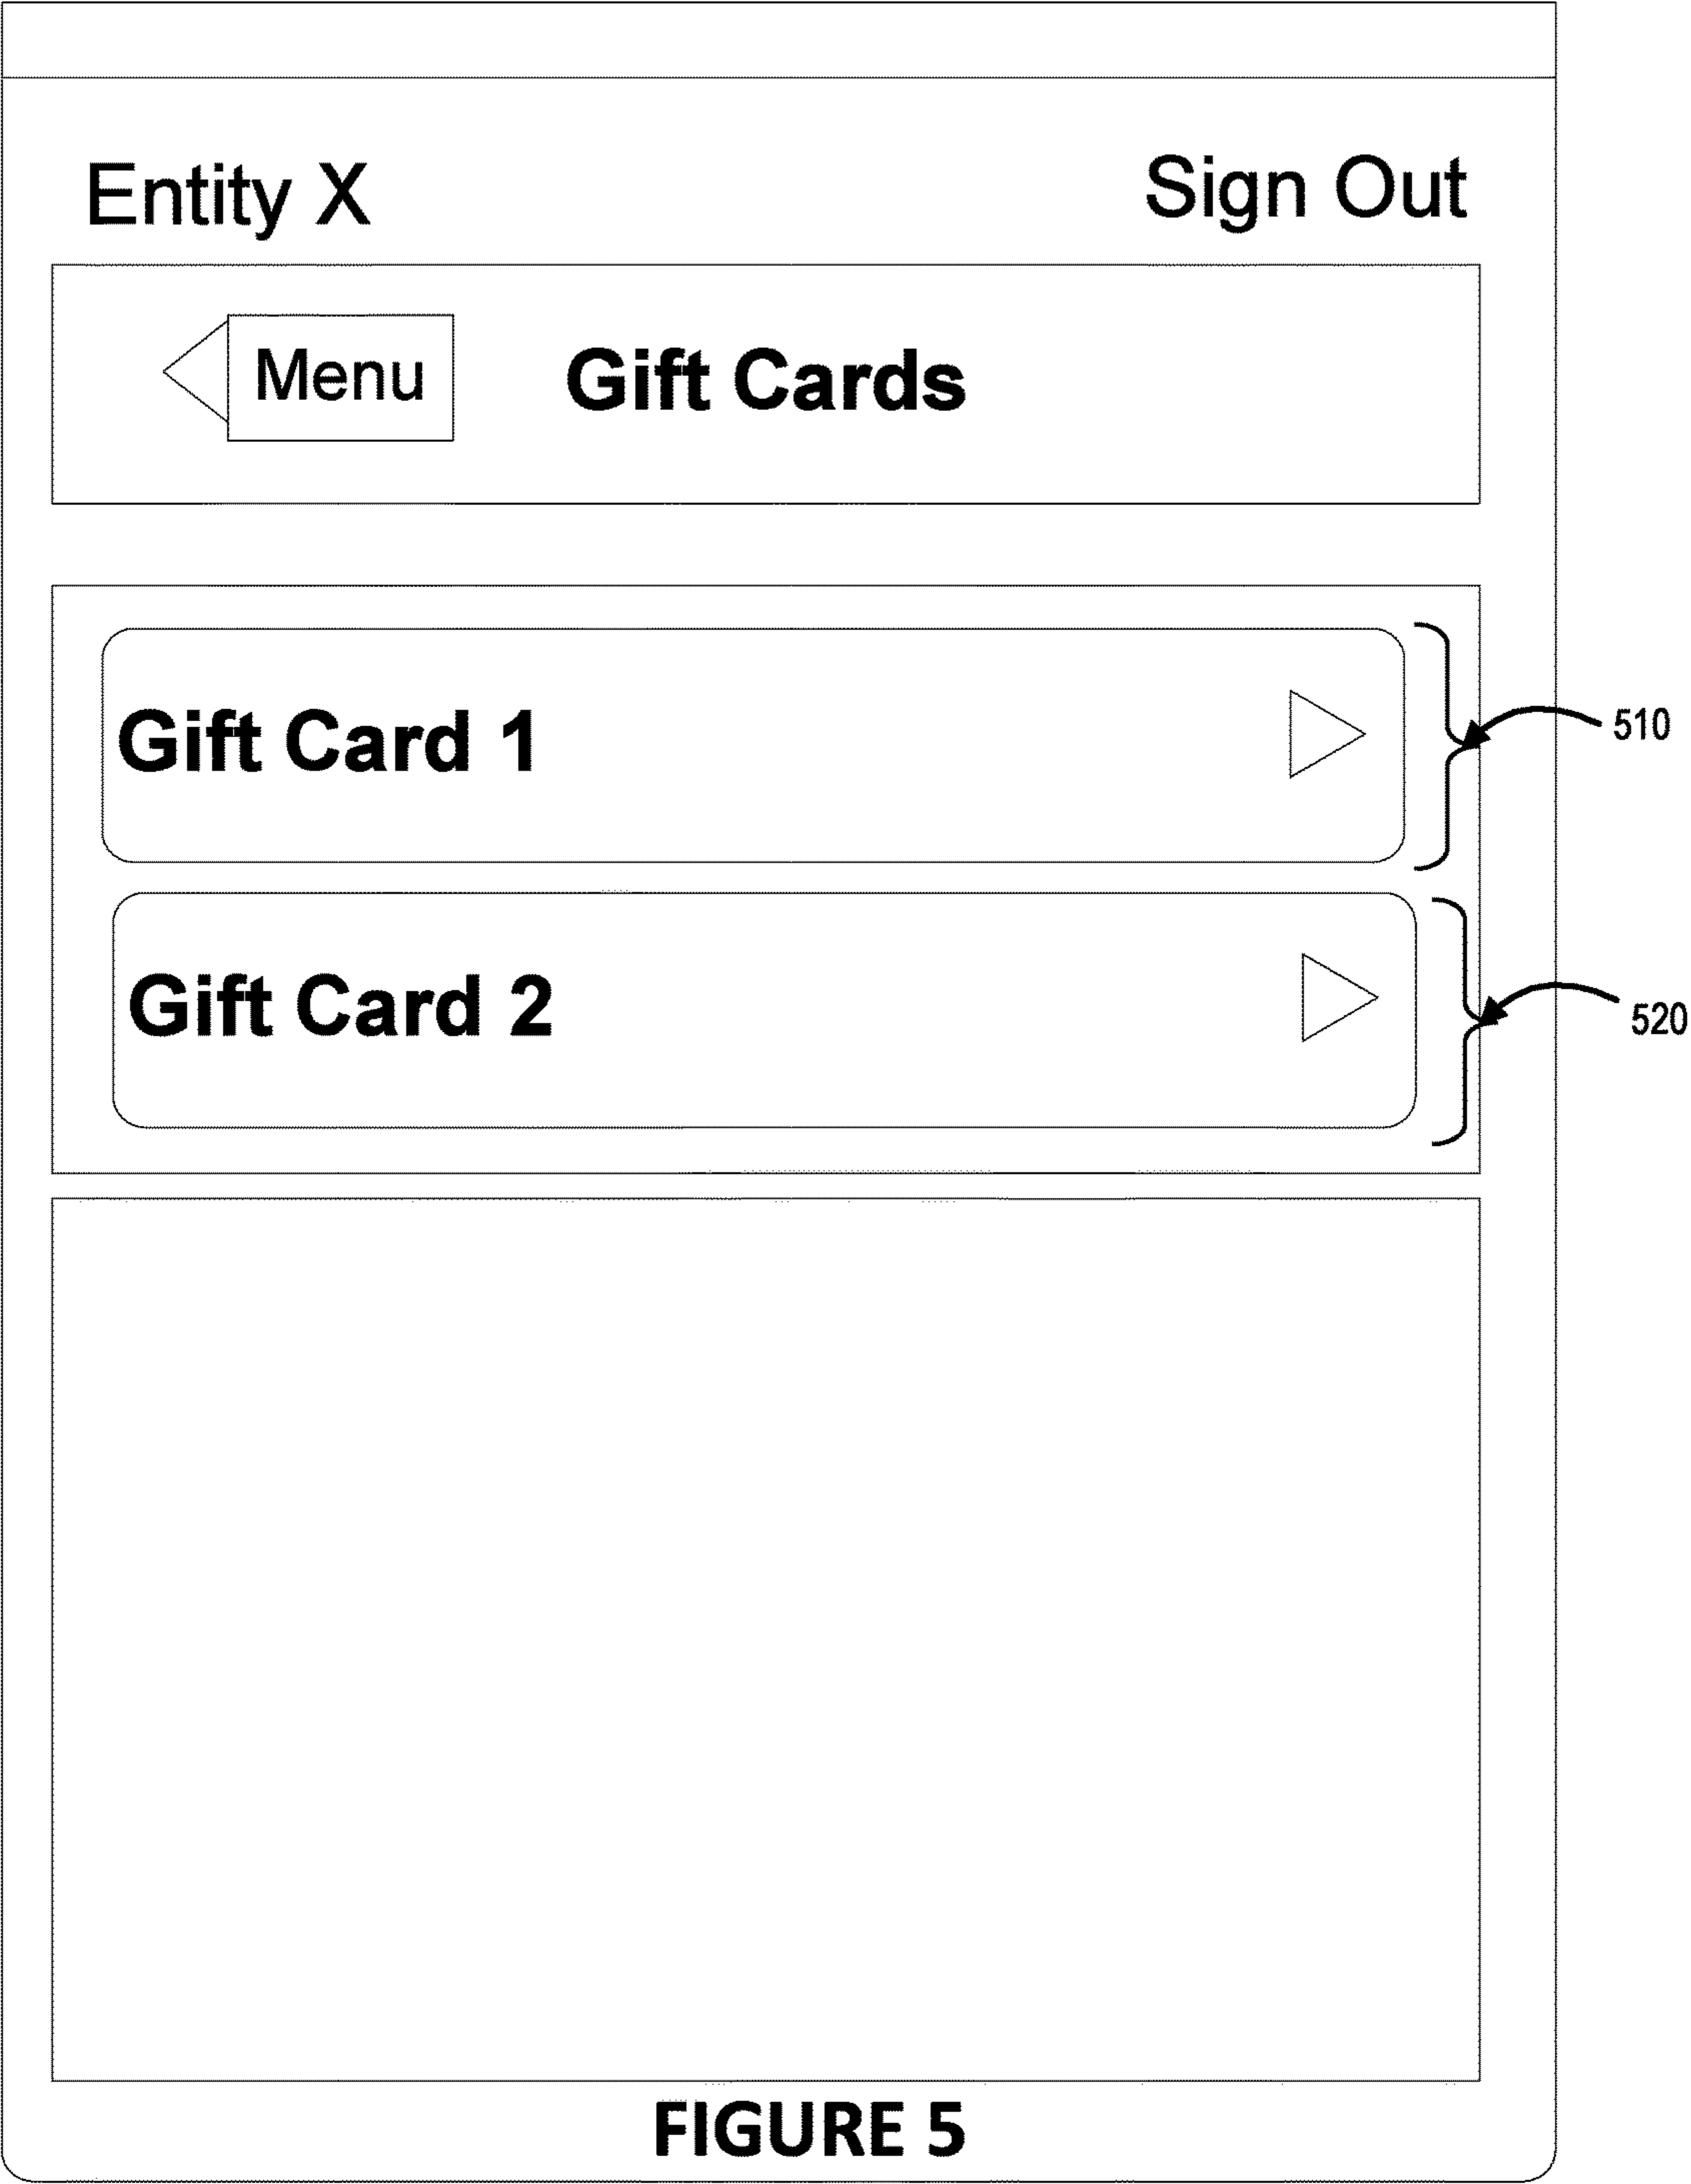 Entity X
Sign Out
Menu
Gift Cards
Gift Card 1
510
Gift Card 2
520
FIGURE 5